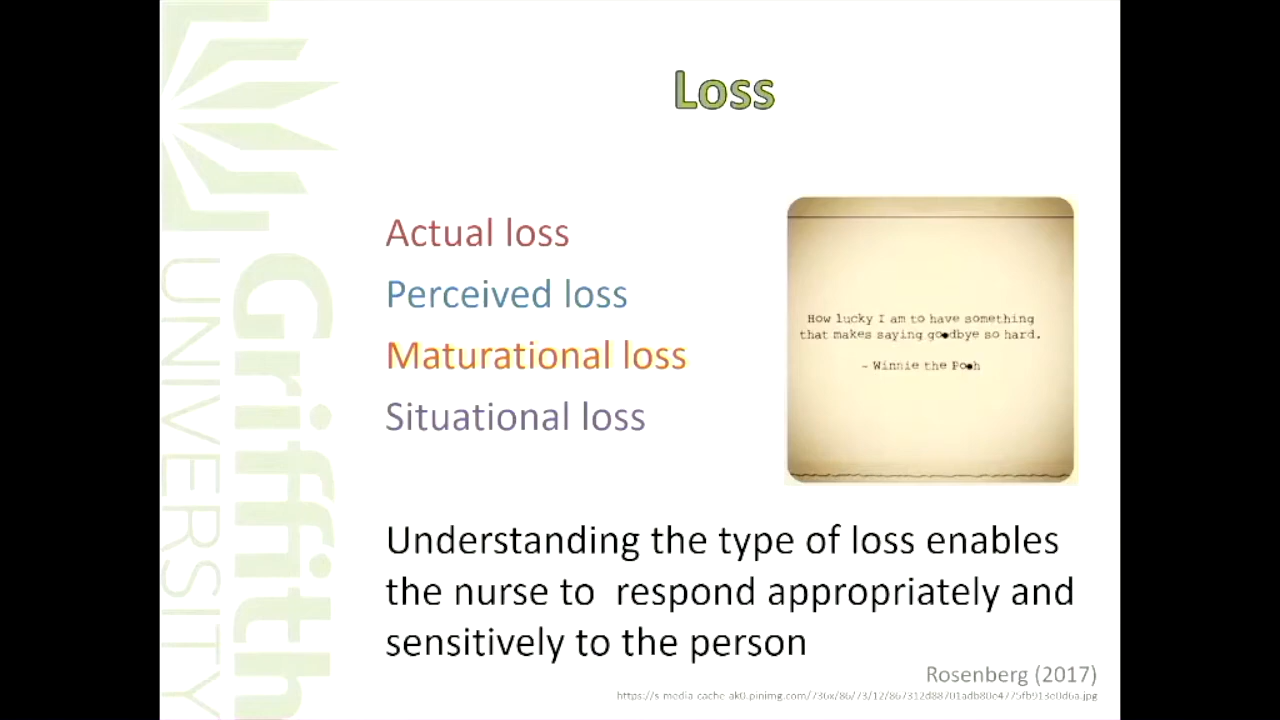 Loss
Actual loss
Perceived loss
Maturational loss
Situational loss
How lucky I am to have something
that makes saying goodbye so hard.
- Winnie the Pooh
Understanding the type of loss enables
the nurse to  respond appropriately and
sensitively to the person
Rosenberg (2017)
Griffith
UNIVERSITY